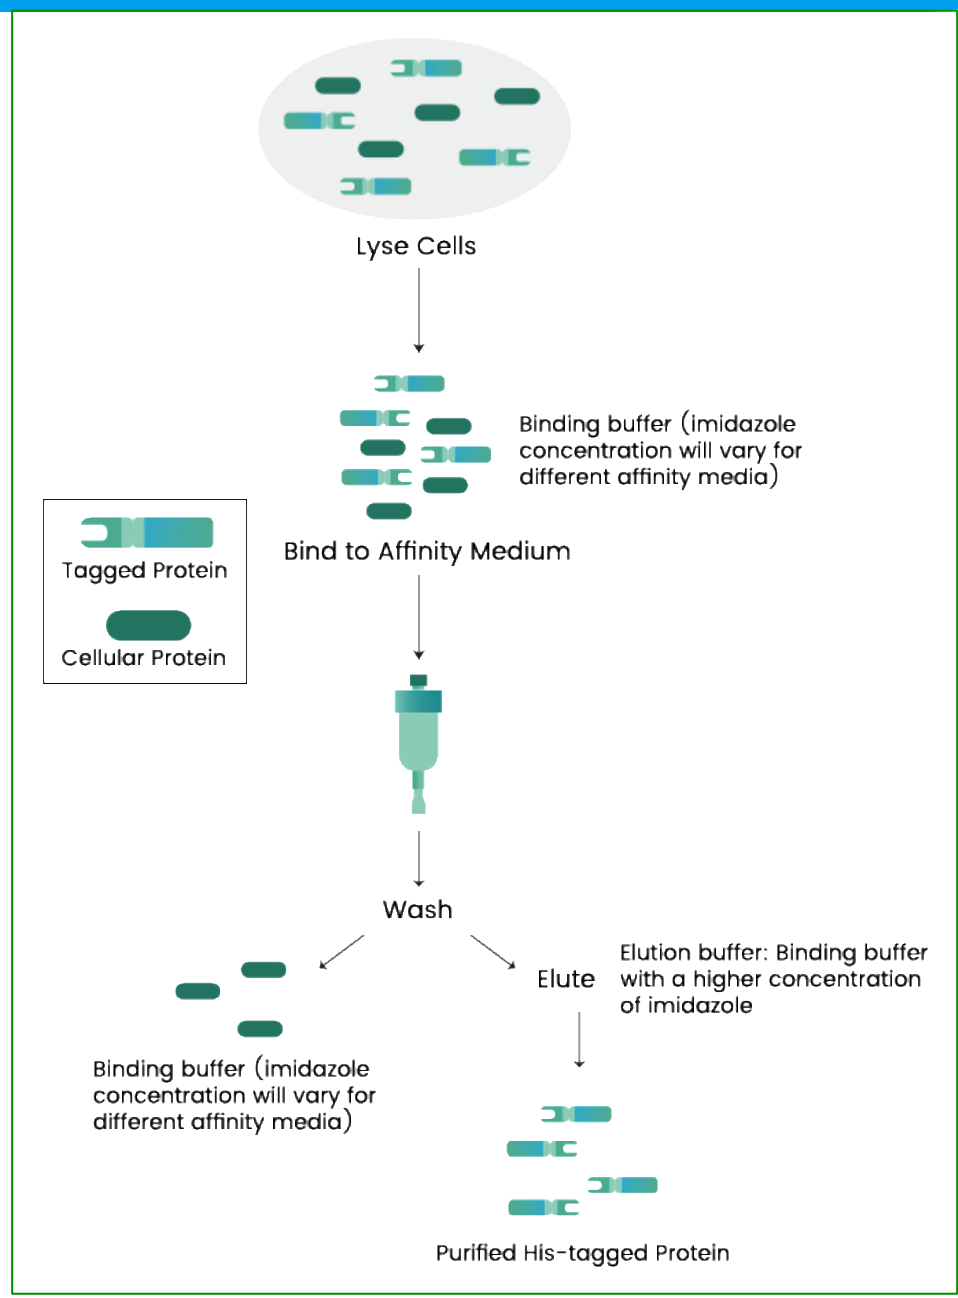 Lyse Cells
Binding buffer (imidazole
concentration will vary for
different affinity media)
Bind to Affinity Medium
Tagged Protein
Cellular Protein
Wash
Elute
Elution buffer: Binding buffer
with a higher concentration
of imidazole
Binding buffer (imidazole
concentration will vary for
different affinity media)
Purified His-tagged Protein